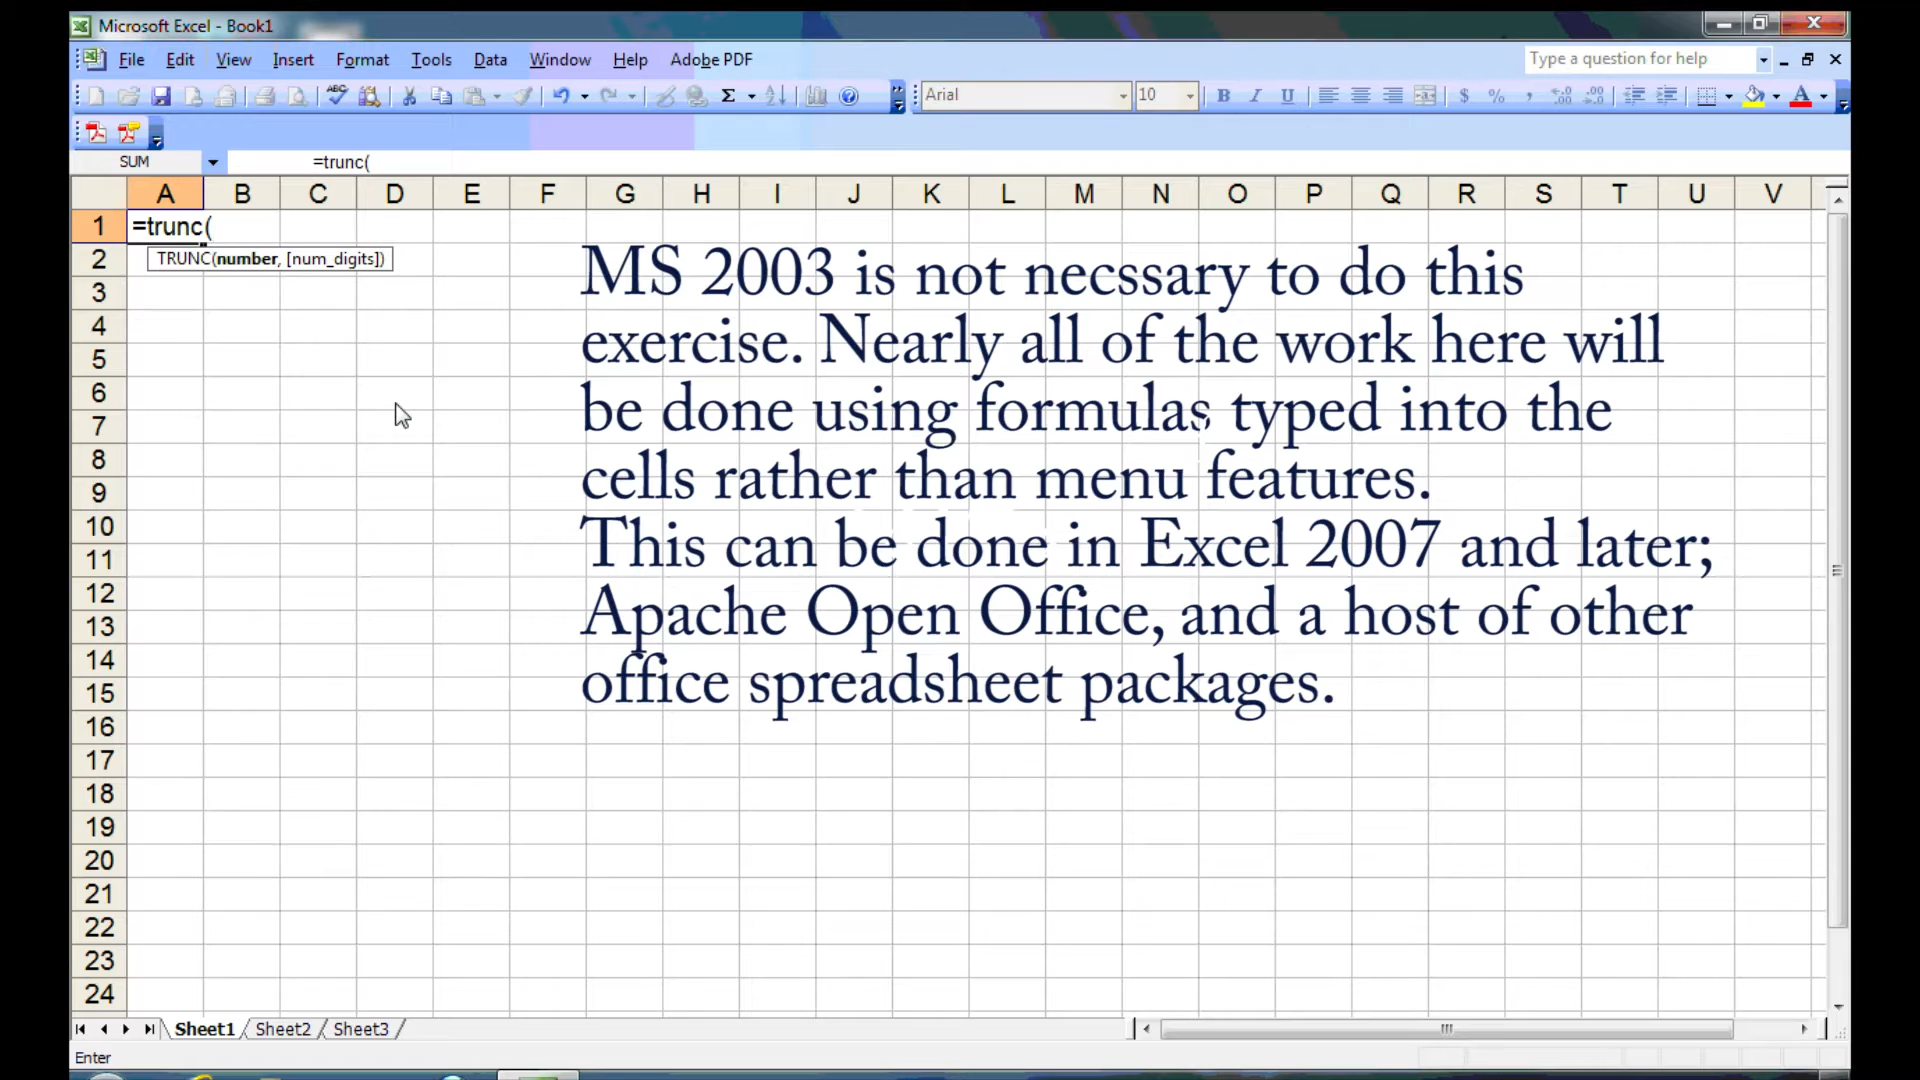 Microsoft Excel - Book1
File Edit View Insert Format Tools Data Window Help Adobe PDF
Type a question for help
Arial 10
SUM =trunc(
A B C D E F G H I J K L M N O P Q R S T U V
1 =trunc(
TRUNC(number, [num_digits])
2
3
4
5
6
7
8
9
10
11
12
13
14
15
16
17
18
19
20
21
22
23
24
MS 2003 is not necssary to do this
exercise. Nearly all of the work here will
be done using formulas typed into the
cells rather than menu features.
This can be done in Excel 2007 and later;
Apache Open Office, and a host of other
office spreadsheet packages.
Sheet1 Sheet2 Sheet3
Enter